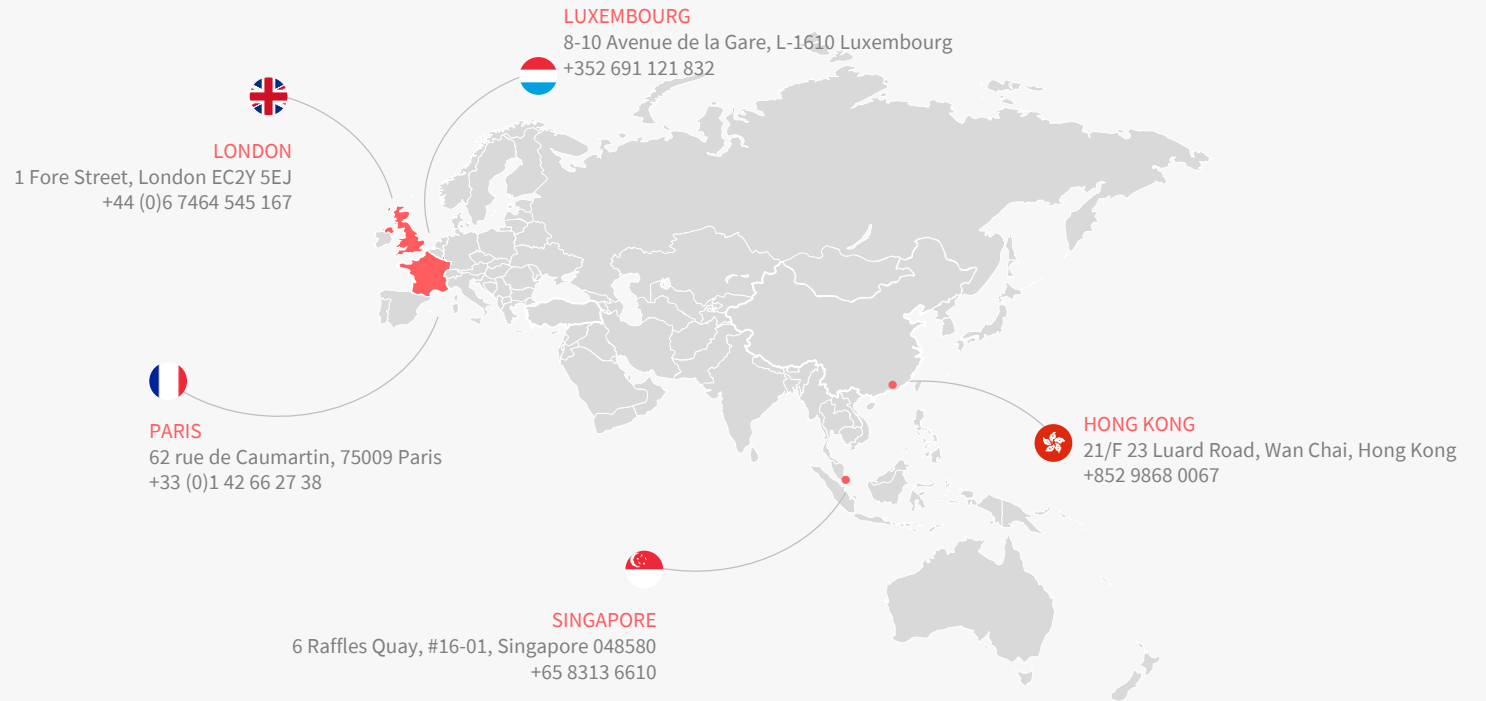 LUXEMBOURG
8-10 Avenue de la Gare, L-1610 Luxembourg
+352 691 121 832
LONDON
1 Fore Street, London EC2Y 5EJ
+44 (0)6 7464 545 167
PARIS
62 rue de Caumartin, 75009 Paris
+33 (0)1 42 66 27 38
HONG KONG
21/F 23 Luard Road, Wan Chai, Hong Kong
+852 9868 0067
SINGAPORE
6 Raffles Quay, #16-01, Singapore 048580
+65 8313 6610